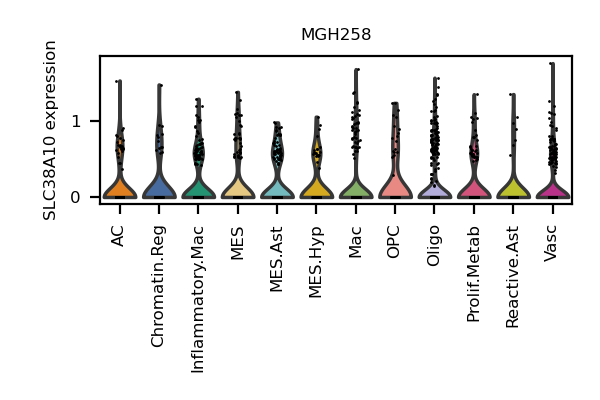 MGH258
SLC38A10 expression
1
0
AC
Chromatin.Reg
Inflammatory.Mac
MES
MES.Ast
MES.Hyp
Mac
OPC
Oligo
Prolif.Metab
Reactive.Ast
Vasc